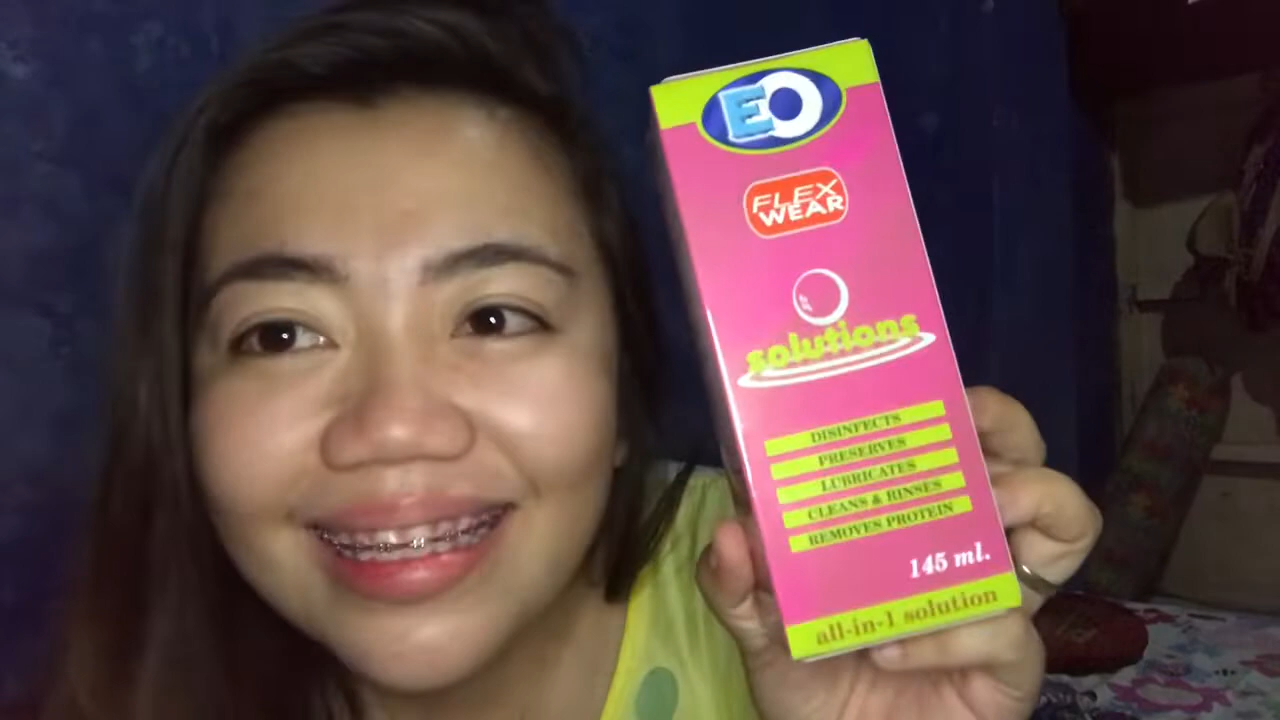 EO
FLEX
WEAR
solutions
DISINFECTS
PRESERVES
LUBRICATES
CLEANS & RINSES
REMOVES PROTEIN
145 ml.
all-in-1 solution